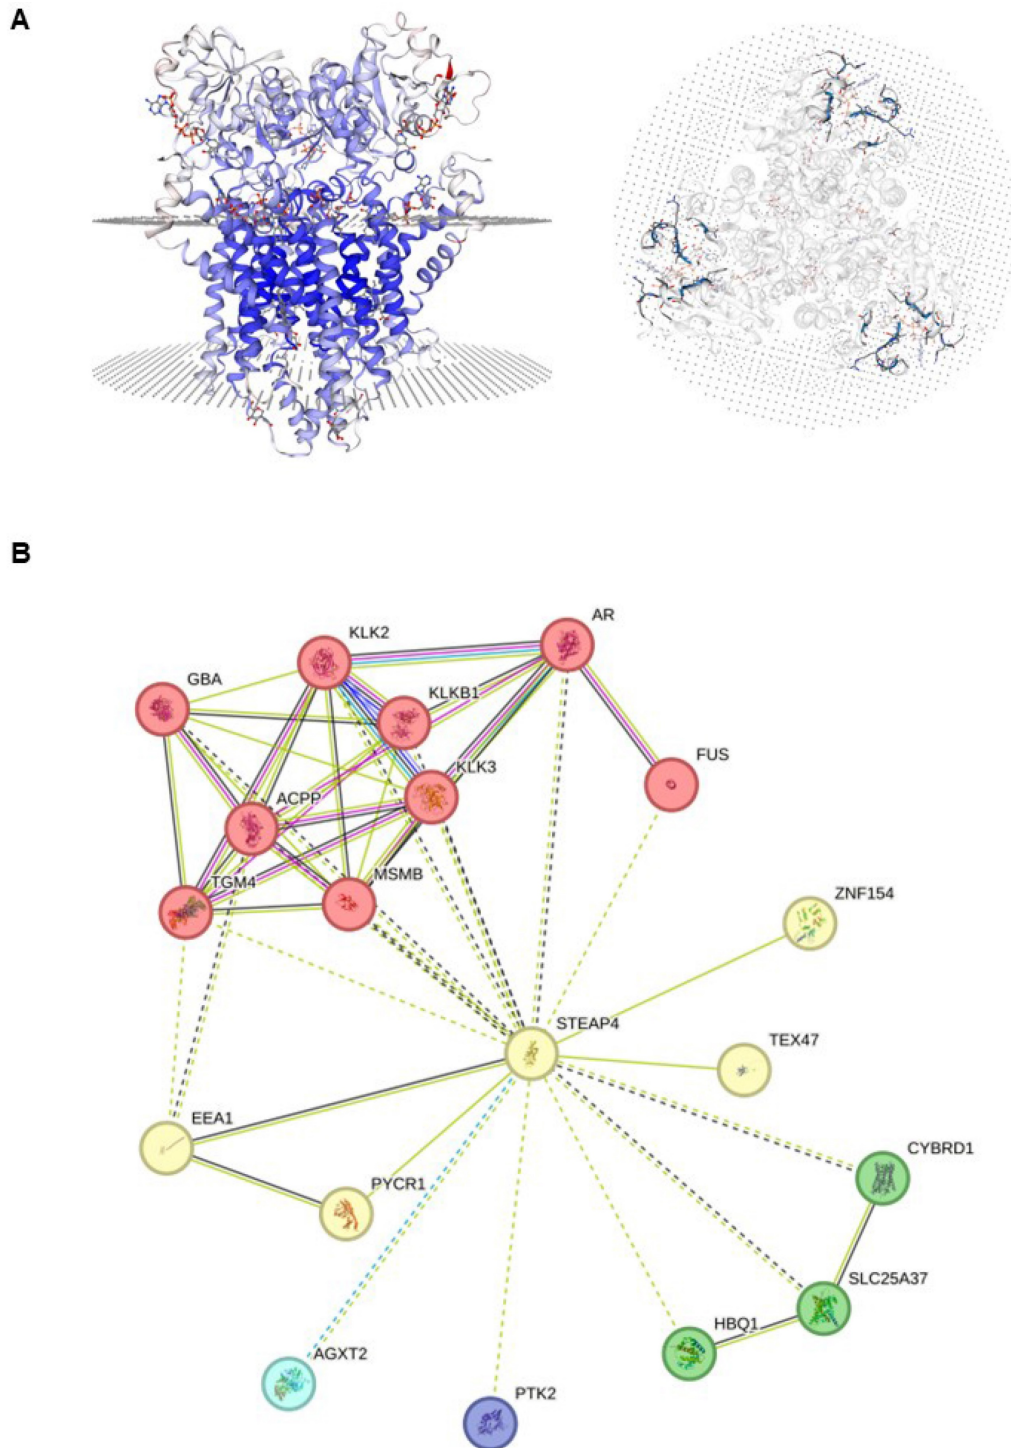 A
B
AR
KLK2
GBA
KLKB1
FUS
KLK3
ACPP
MSMB
TGM4
ZNF154
STEAP4
TEX47
EEA1
CYBRD1
PYCR1
SLC25A37
HBQ1
AGXT2
PTK2